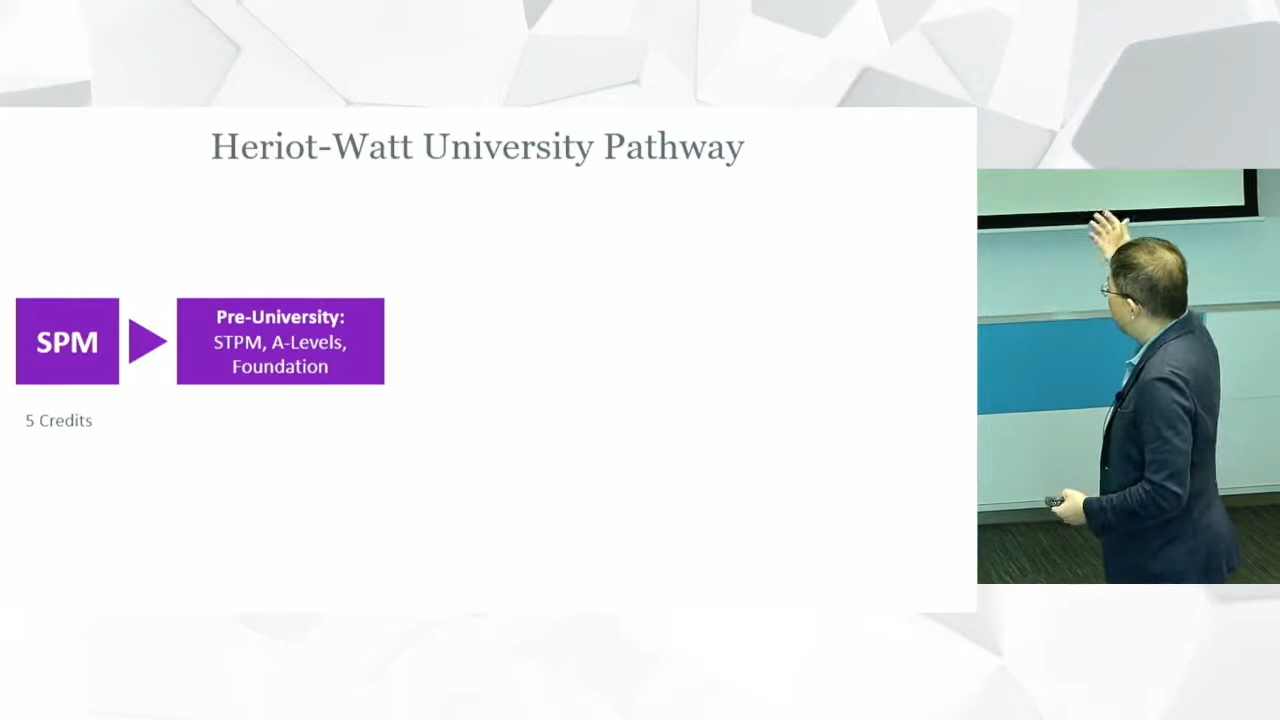 Heriot-Watt University Pathway
SPM
Pre-University:
STPM, A-Levels,
Foundation
5 Credits